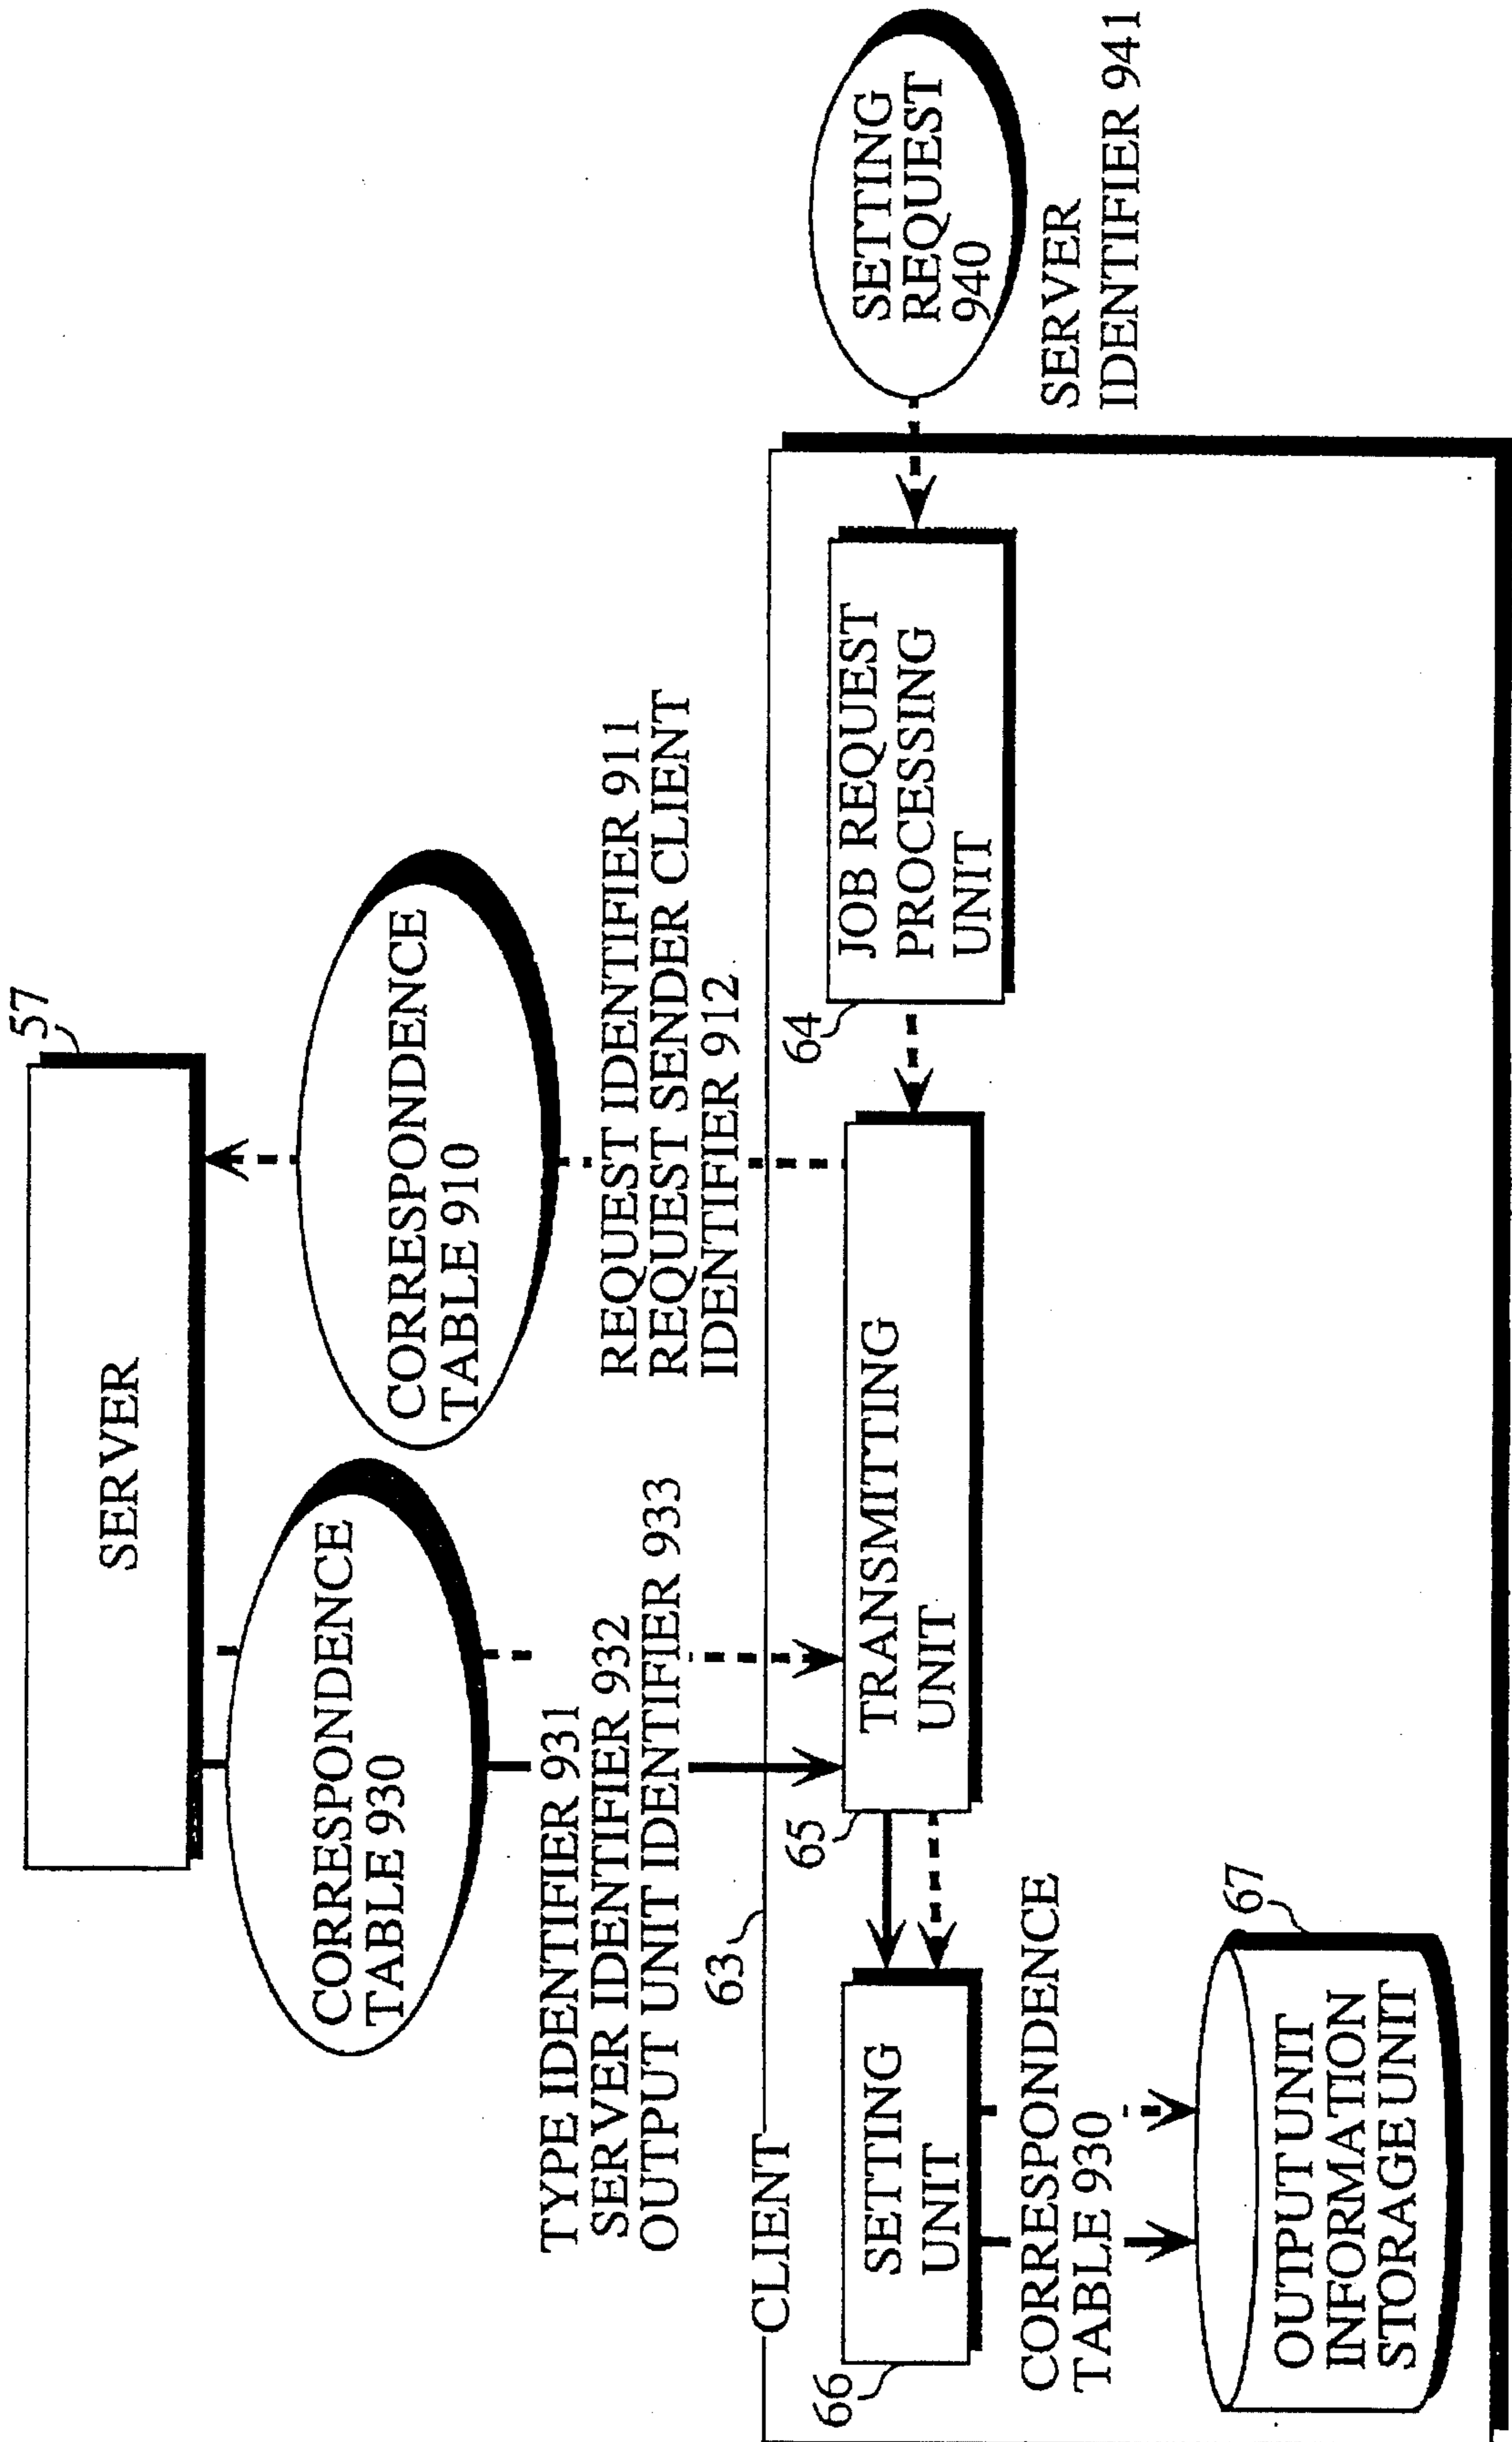 57
SERVER
CORRESPONDENCE
TABLE 930
CORRESPONDENCE
TABLE 910
TYPE IDENTIFIER 931
SERVER IDENTIFIER 932
OUTPUT UNIT IDENTIFIER 933
REQUEST IDENTIFIER 911
REQUEST SENDER CLIENT
IDENTIFIER 912
CLIENT
63
66
SETTING
UNIT
65
TRANSMITTING
UNIT
64
JOB REQUEST
PROCESSING
UNIT
SETTING
REQUEST
940
SERVER
IDENTIFIER 941
CORRESPONDENCE
TABLE 930
67
OUTPUT UNIT
INFORMATION
STORAGE UNIT